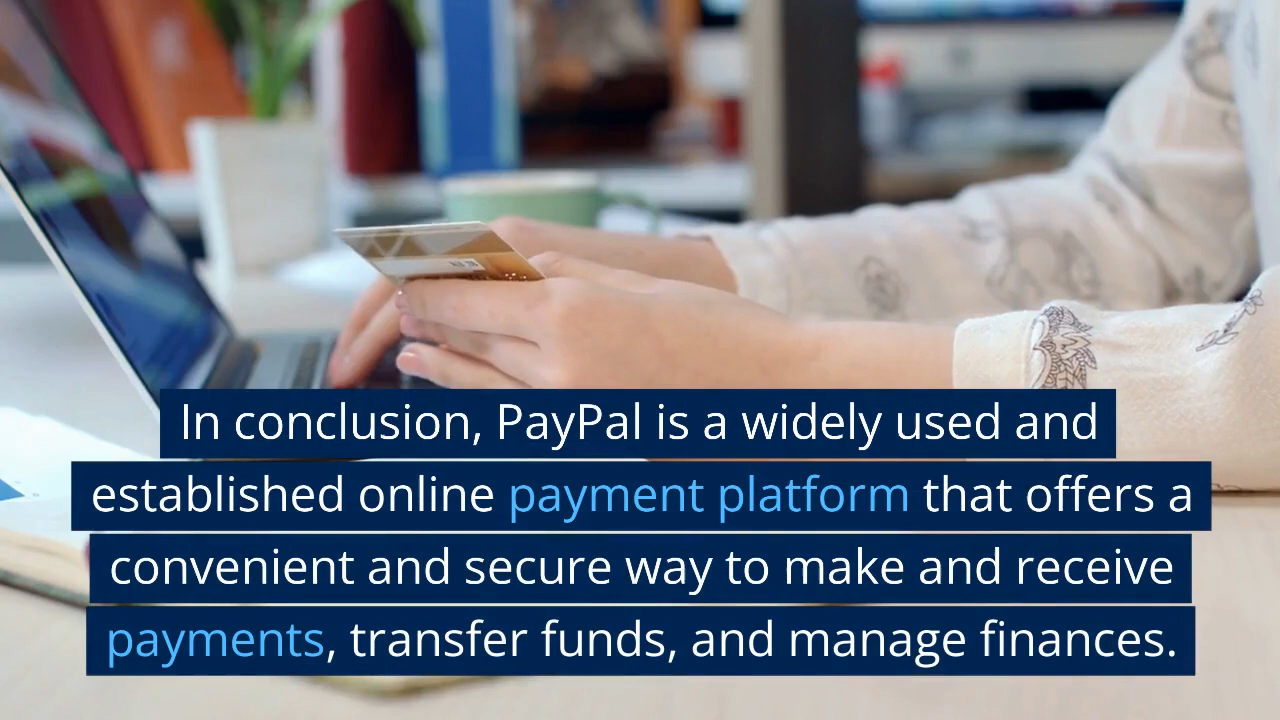 In conclusion, PayPal is a widely used and
established online payment platform that offers a
convenient and secure way to make and receive
payments, transfer funds, and manage finances.